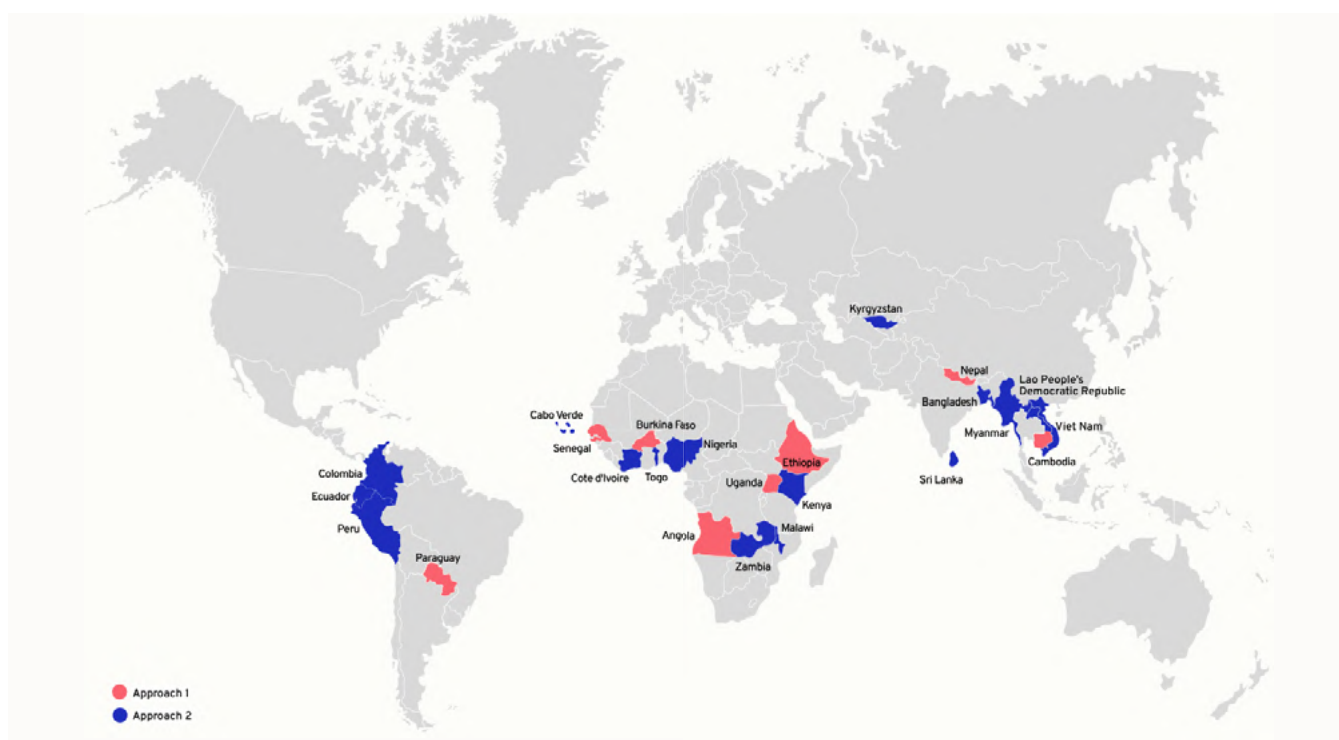 Kyrgyzstan
Nepal
Lao People's
Democratic Republic
Bangladesh
Cabo Verde
Burkina Faso
Viet Nam
Myanmar
Senegal
Nigeria
Cambodia
Ethiopia
Colombia
Cote d'Ivoire
Togo
Uganda
Sri Lanka
Ecuador
Kenya
Peru
Malawi
Angola
Paraguay
Zambia
Approach 1
Approach 2